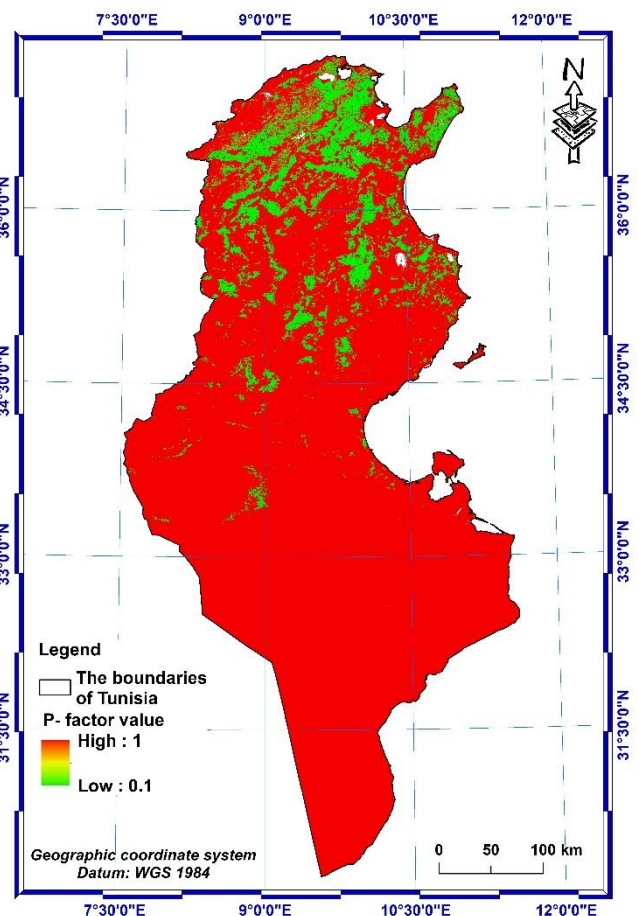 7°30'0"E 9°0'0"E 10°30'0"E 12°0'0"E
N
36°0'0"N 36°0'0"N
34°30'0"N 34°30'0"N
33°0'0"N 33°0'0"N
31°30'0"N 31°30'0"N
Legend
The boundaries
of Tunisia
P- factor value
High : 1
Low : 0.1
Geographic coordinate system
Datum: WGS 1984
0 50 100 km
7°30'0"E 9°0'0"E 10°30'0"E 12°0'0"E